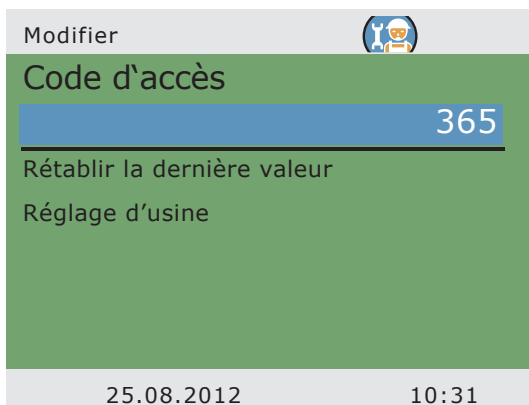 Modifier
Code d‘accès
365
Rétablir la dernière valeur
Réglage d’usine
25.08.2012 10:31